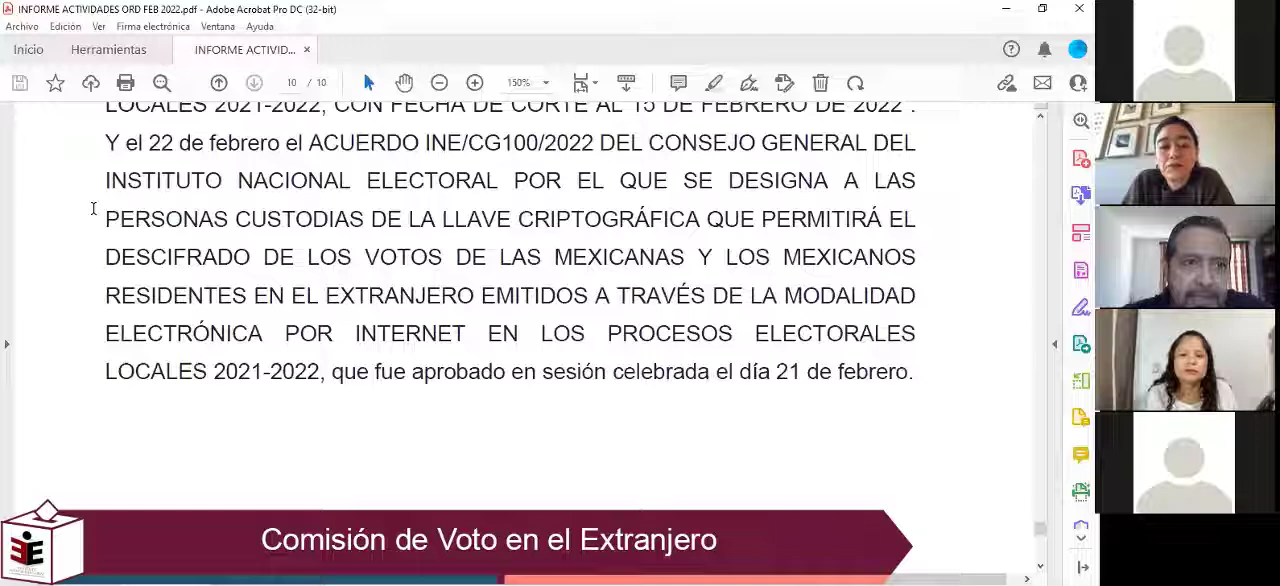 INFORME ACTIVIDADES ORD FEB 2022.pdf - Adobe Acrobat Pro DC (32-bit)
Archivo Edición Ver Firma electrónica Ventana Ayuda
Inicio Herramientas INFORME ACTIVID... ×
10 / 10 150%
LOCALES 2021-2022, CON FECHA DE CORTE AL 15 DE FEBRERO DE 2022 .
Y el 22 de febrero el ACUERDO INE/CG100/2022 DEL CONSEJO GENERAL DEL
INSTITUTO NACIONAL ELECTORAL POR EL QUE SE DESIGNA A LAS
PERSONAS CUSTODIAS DE LA LLAVE CRIPTOGRÁFICA QUE PERMITIRÁ EL
DESCIFRADO DE LOS VOTOS DE LAS MEXICANAS Y LOS MEXICANOS
RESIDENTES EN EL EXTRANJERO EMITIDOS A TRAVÉS DE LA MODALIDAD
ELECTRÓNICA POR INTERNET EN LOS PROCESOS ELECTORALES
LOCALES 2021-2022, que fue aprobado en sesión celebrada el día 21 de febrero.
Comisión de Voto en el Extranjero